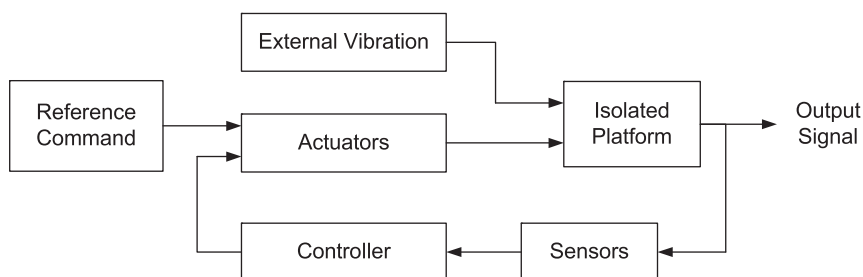 External Vibration
Reference
Command
Actuators
Isolated
Platform
Output
Signal
Controller
Sensors